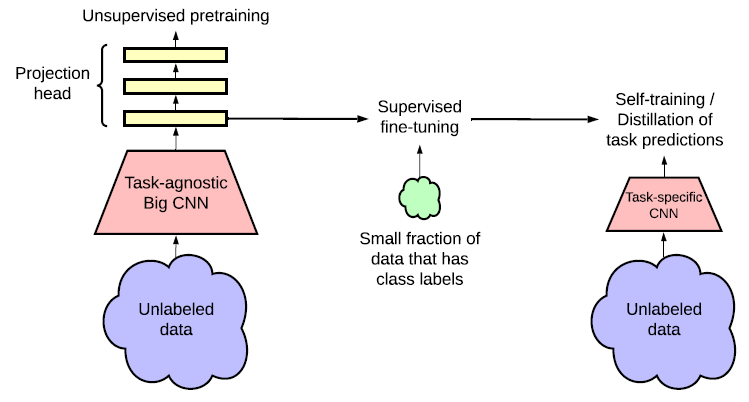 Unsupervised pretraining
Projection
head
Task-agnostic
Big CNN
Unlabeled
data
Supervised
fine-tuning
Small fraction of
data that has
class labels
Self-training /
Distillation of
task predictions
Task-specific
CNN
Unlabeled
data